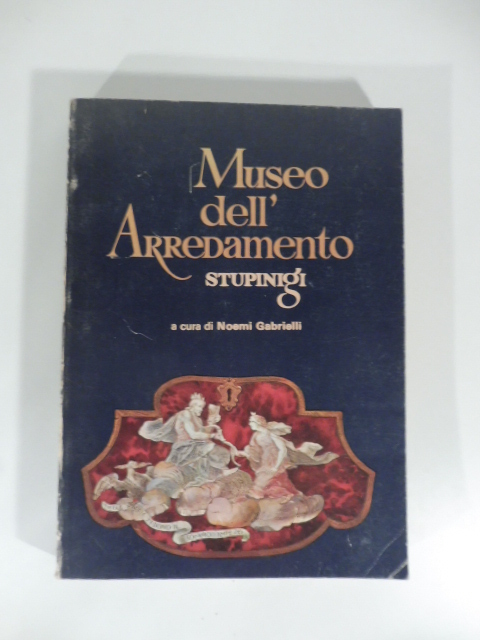 Museo
dell'
Arredamento
STUPINIGI
a cura di Noemi Gabrielli